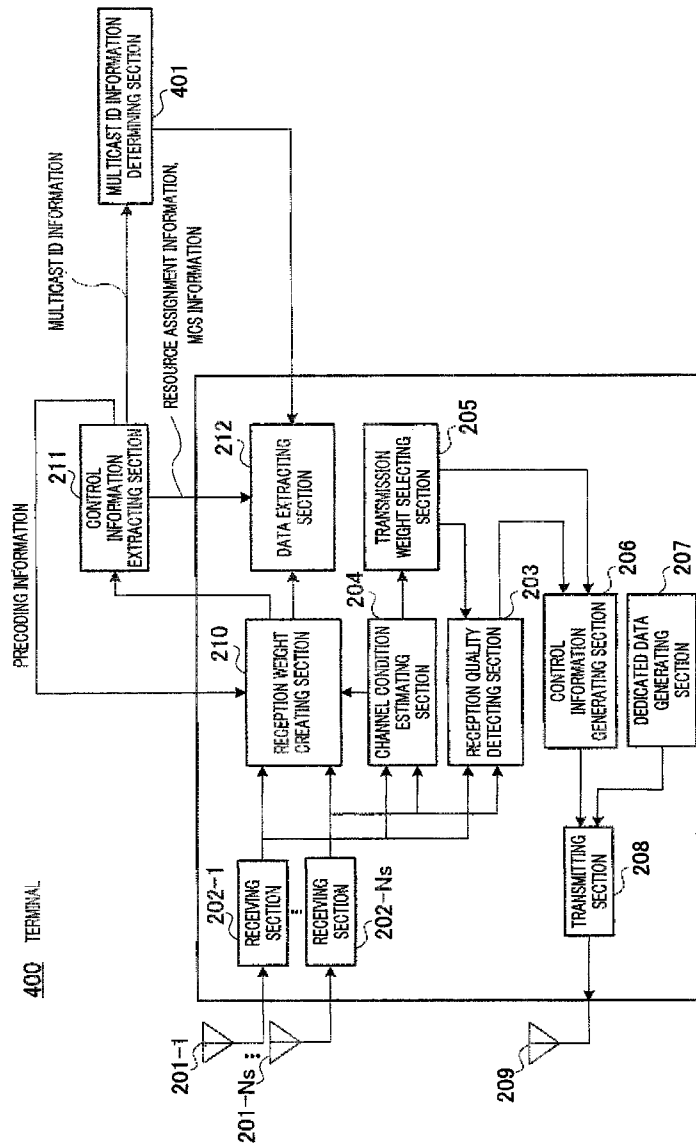 400 TERMINAL
PRECODING INFORMATION
211
CONTROL
INFORMATION
EXTRACTING SECTION
MULTICAST ID INFORMATION
MULTICAST ID INFORMATION
DETERMINING SECTION
401
RESOURCE ASSIGNMENT INFORMATION,
MCS INFORMATION
201-1
201-Ns
202-1
RECEIVING
SECTION
RECEIVING
SECTION
202-Ns
210
RECEPTION WEIGHT
CREATING SECTION
212
DATA EXTRACTING
SECTION
204
CHANNEL CONDITION
ESTIMATING
SECTION
TRANSMISSION
WEIGHT SELECTING
SECTION
205
RECEPTION QUALITY
DETECTING SECTION
203
CONTROL
INFORMATION
GENERATING SECTION
206
DEDICATED DATA
GENERATING
SECTION
207
TRANSMITTING
SECTION
208
209